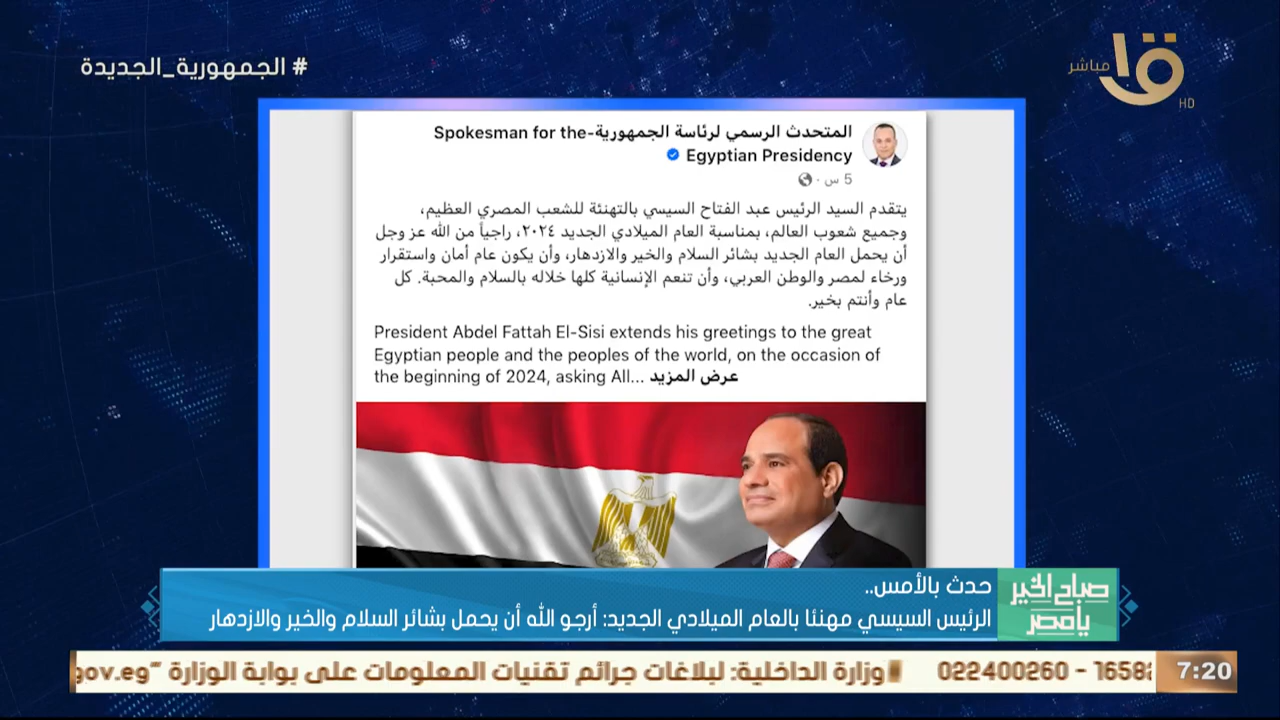 # الجمهورية_الجديدة
مباشر
HD
المتحدث الرسمي لرئاسة الجمهورية-Spokesman for the
Egyptian Presidency
5 س
يتقدم السيد الرئيس عبد الفتاح السيسي بالتهنئة للشعب المصري العظيم،
وجميع شعوب العالم، بمناسبة العام الميلادي الجديد ٢٠٢٤، راجياً من الله عز وجل
أن يحمل العام الجديد بشائر السلام والخير والازدهار، وأن يكون عام أمان واستقرار
ورخاء لمصر والوطن العربي، وأن تنعم الإنسانية كلها خلاله بالسلام والمحبة. كل
عام وأنتم بخير.
President Abdel Fattah El-Sisi extends his greetings to the great
Egyptian people and the peoples of the world, on the occasion of
the beginning of 2024, asking All... عرض المزيد
صباح الخير
يا مصر
حدث بالأمس..
الرئيس السيسي مهنئا بالعام الميلادي الجديد: أرجو الله أن يحمل بشائر السلام والخير والازدهار
7:20
022400260 - 1658
وزارة الداخلية: لبلاغات جرائم تقنيات المعلومات على بوابة الوزارة “gov.eg